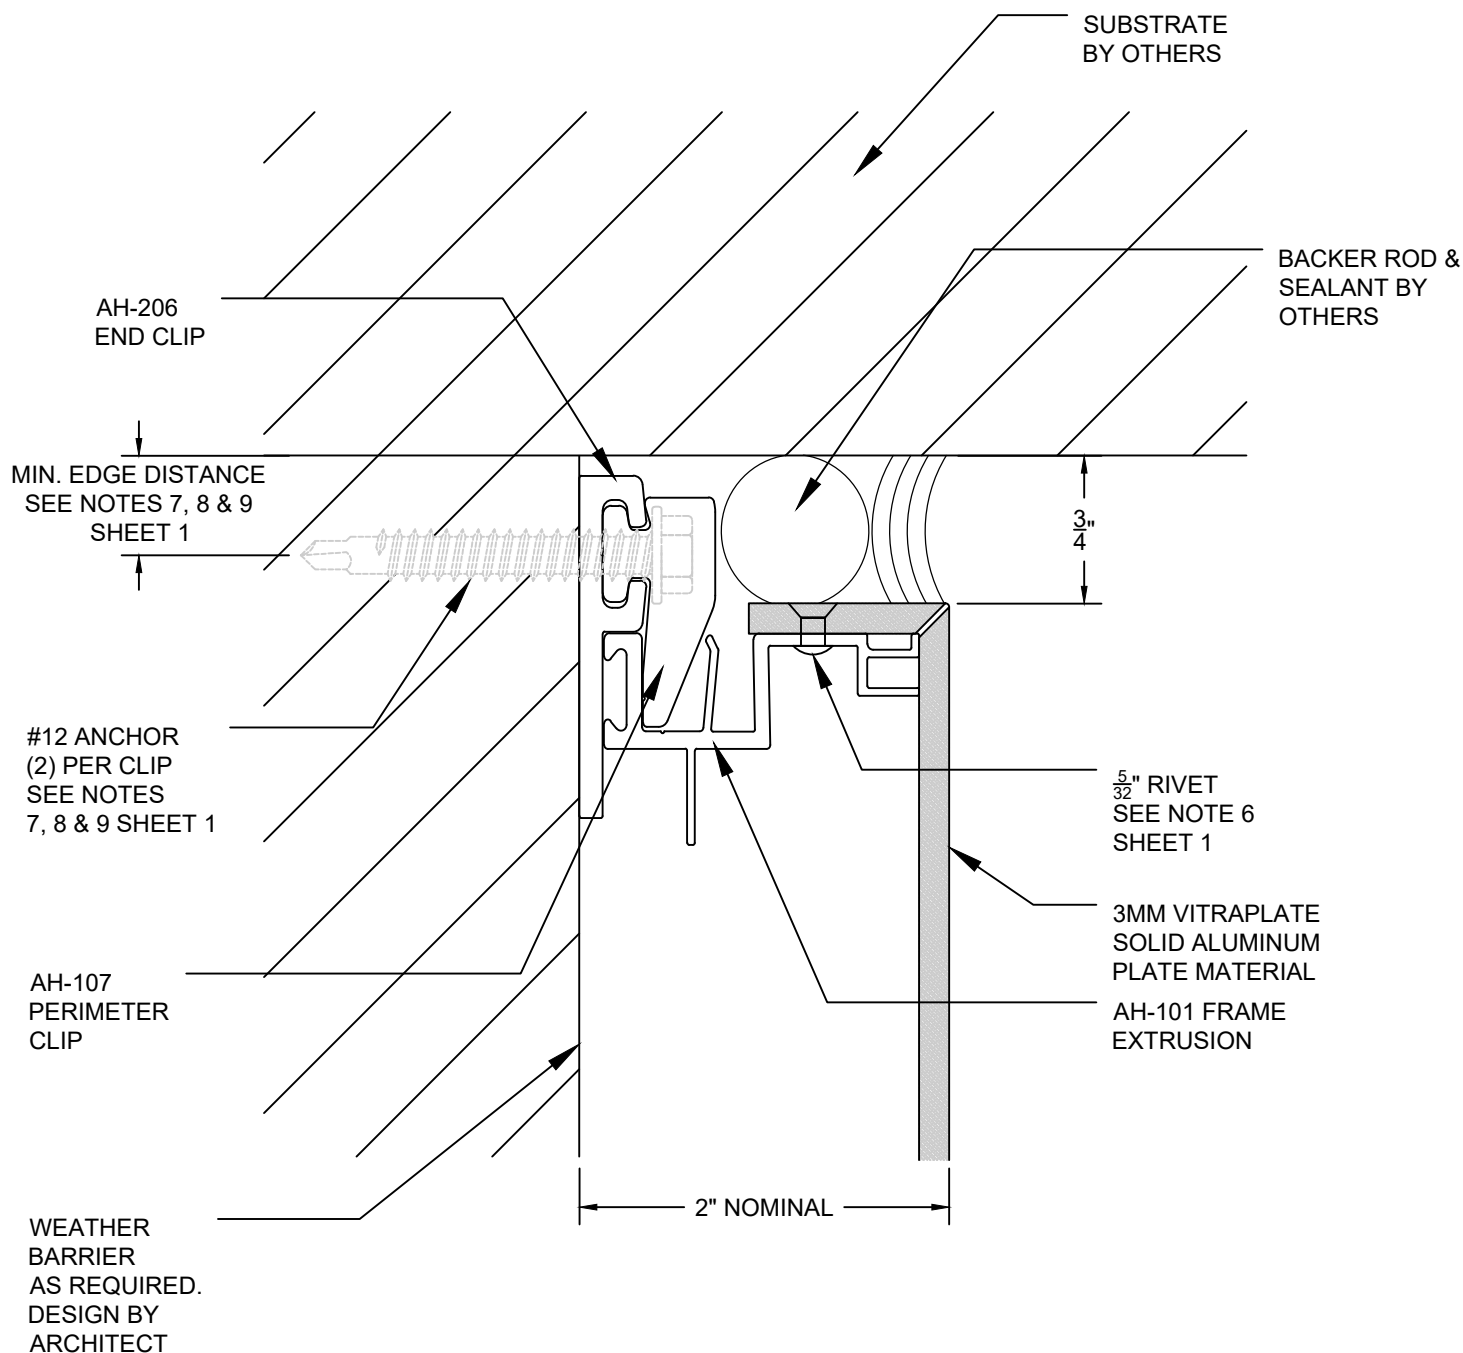 SUBSTRATE
BY OTHERS
BACKER ROD &
SEALANT BY
OTHERS
AH-206
END CLIP
MIN. EDGE DISTANCE
SEE NOTES 7, 8 & 9
SHEET 1
3/4"
#12 ANCHOR
(2) PER CLIP
SEE NOTES
7, 8 & 9 SHEET 1
5/32" RIVET
SEE NOTE 6
SHEET 1
3MM VITRAPLATE
SOLID ALUMINUM
PLATE MATERIAL
AH-107
PERIMETER
CLIP
AH-101 FRAME
EXTRUSION
2" NOMINAL
WEATHER
BARRIER
AS REQUIRED.
DESIGN BY
ARCHITECT